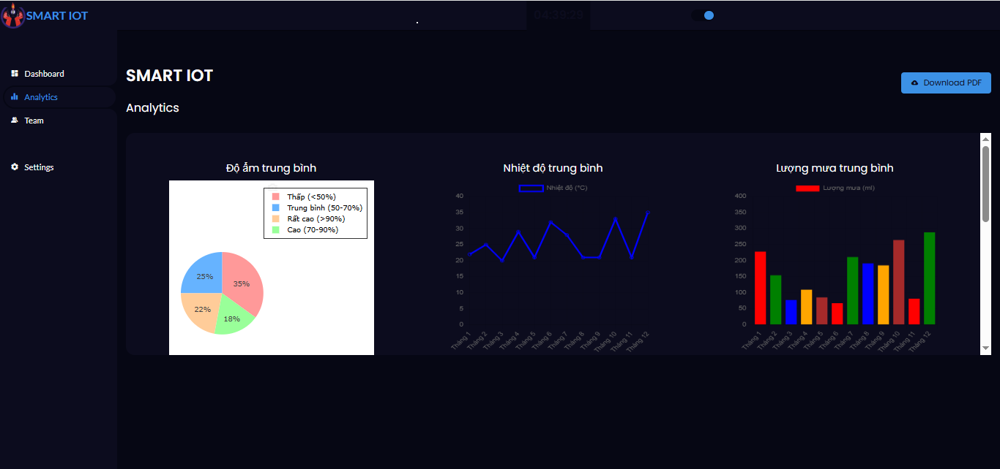 SMART IOT
04:39:23
Dashboard
Analytics
Team
Settings
SMART IOT
Download PDF
Analytics
Độ ẩm trung bình
Thấp (<50%)
Trung bình (50-70%)
Rất cao (>90%)
Cao (70-90%)
25%
35%
22%
18%
Nhiệt độ trung bình
Nhiệt độ (°C)
40
35
30
25
20
15
10
5
0
Tháng 1
Tháng 2
Tháng 3
Tháng 4
Tháng 5
Tháng 6
Tháng 7
Tháng 8
Tháng 9
Tháng 10
Tháng 11
Tháng 12
Lượng mưa trung bình
Lượng mưa (ml)
400
350
300
250
200
150
100
50
0
Tháng 1
Tháng 2
Tháng 3
Tháng 4
Tháng 5
Tháng 6
Tháng 7
Tháng 8
Tháng 9
Tháng 10
Tháng 11
Tháng 12